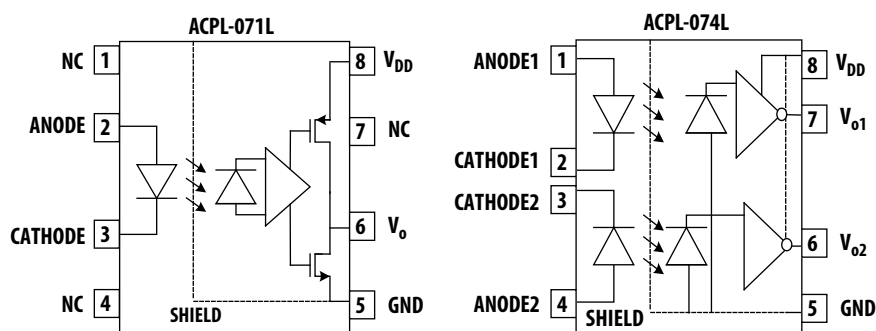 ACPL-071L
NC 1
ANODE 2
CATHODE 3
NC 4
8 VDD
7 NC
6 Vo
5 GND
SHIELD
ACPL-074L
ANODE1 1
CATHODE1 2
CATHODE2 3
ANODE2 4
8 VDD
7 Vo1
6 Vo2
5 GND
SHIELD